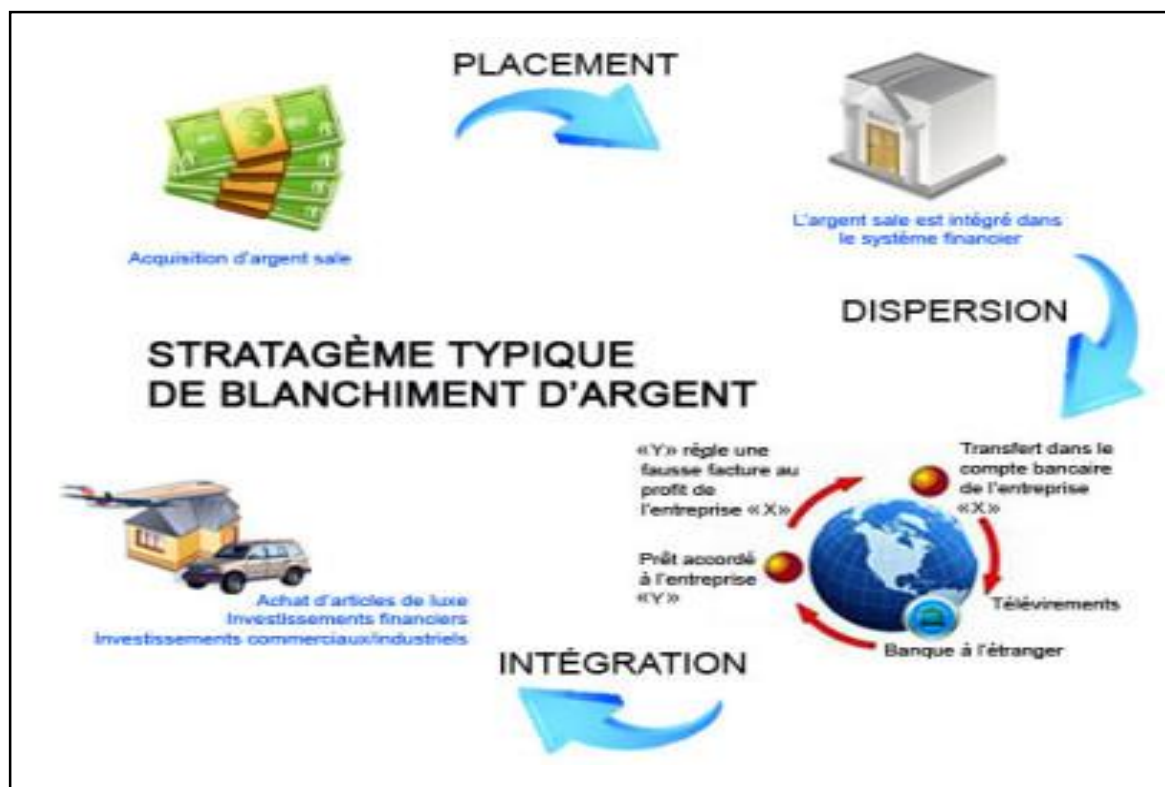 PLACEMENT
Acquisition d'argent sale
L'argent sale est intégré dans
le système financier
DISPERSION
STRATAGÈME TYPIQUE
DE BLANCHIMENT D'ARGENT
«Y» règle une
fausse facture au
profit de
l'entreprise «X»
Transfert dans le
compte bancaire
de l'entreprise
«X»
Prêt accordé
à l'entreprise
«Y»
Télévirements
Banque à l'étranger
Achat d'articles de luxe
Investissements financiers
Investissements commerciaux/industriels
INTÉGRATION